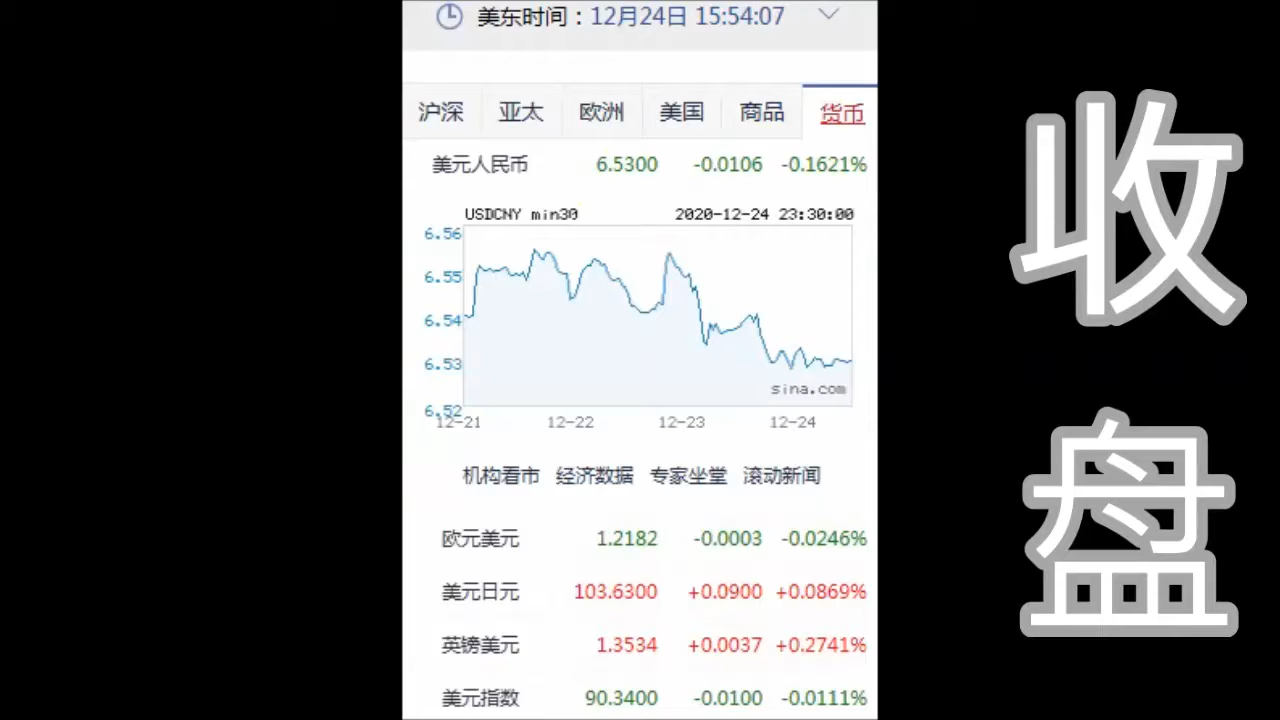 美东时间：12月24日 15:54:07
沪深 亚太 欧洲 美国 商品 货币
美元人民币 6.5300 -0.0106 -0.1621%
USDCNY min30 2020-12-24 23:30:00
6.56
6.55
6.54
6.53
6.52
sina.com
12-21 12-22 12-23 12-24
机构看市 经济数据 专家坐堂 滚动新闻
欧元美元 1.2182 -0.0003 -0.0246%
美元日元 103.6300 +0.0900 +0.0869%
英镑美元 1.3534 +0.0037 +0.2741%
美元指数 90.3400 -0.0100 -0.0111%
收
盘